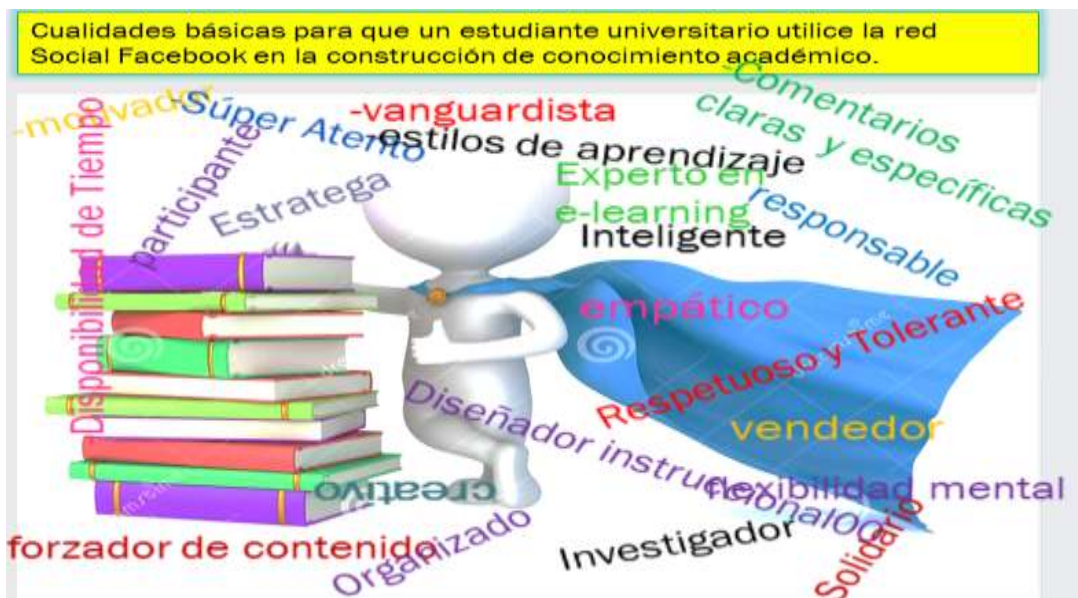 Cualidades básicas para que un estudiante universitario utilice la red
Social Facebook en la construcción de conocimiento académico.
-motivador
-Súper Atento
-vanguardista
-Comentarios
claras y específicas
-estilos de aprendizaje
Disponibilidad de Tiempo
participante
Estratega
Experto en
e-learning
Inteligente
responsable
empático
Respetuoso y Tolerante
Diseñador instruccional00
vendedor
creativo
flexibilidad mental
forzador de contenido
Organizado
Investigador
Solidario